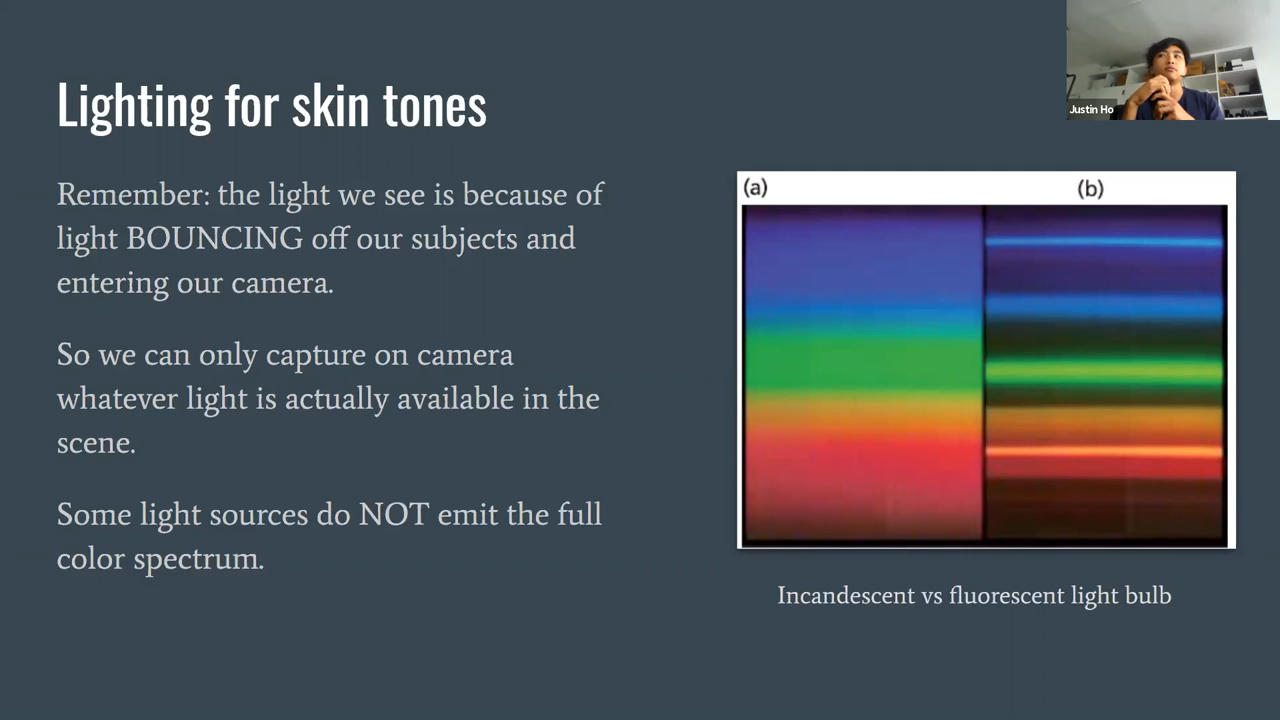 Lighting for skin tones
Justin Ho
Remember: the light we see is because of
light BOUNCING off our subjects and
entering our camera.
So we can only capture on camera
whatever light is actually available in the
scene.
Some light sources do NOT emit the full
color spectrum.
(a)
(b)
Incandescent vs fluorescent light bulb